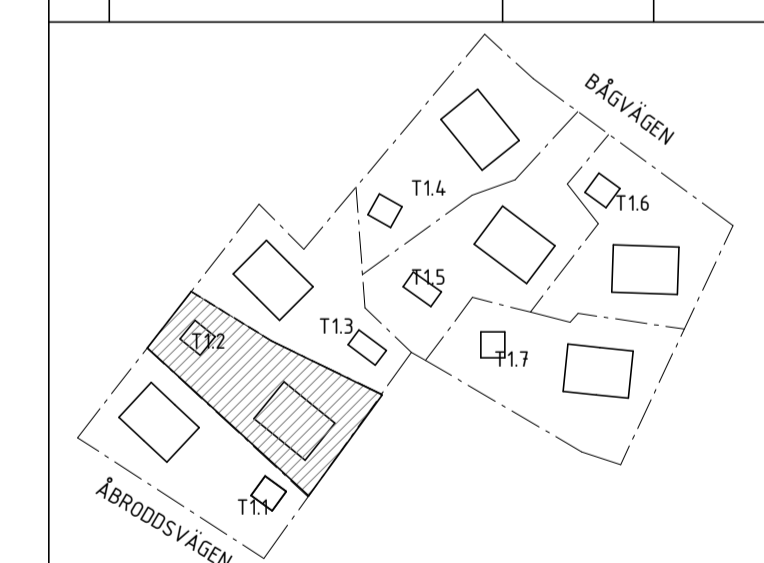 BÅGVÄGEN
T1.4
T1.6
T1.5
T1.3
T1.2
T1.7
T1.1
ÅBRODDSVÄGEN